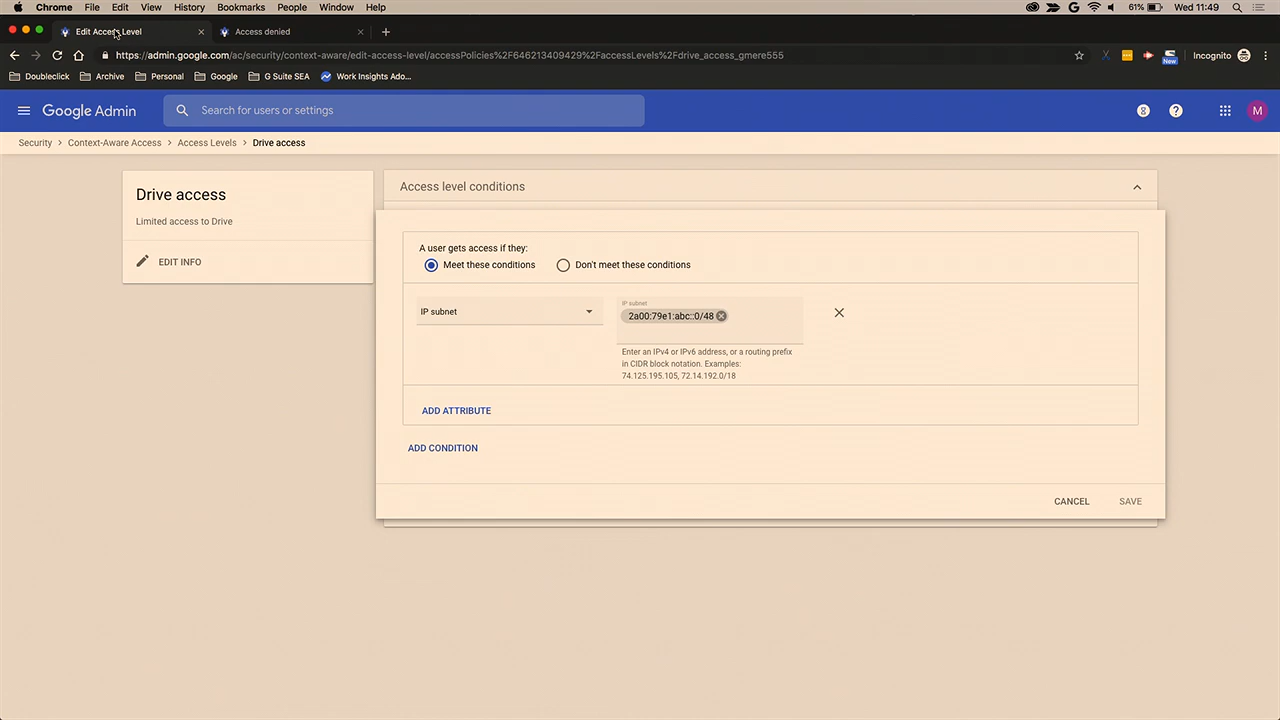 Chrome File Edit View History Bookmarks People Window Help 61% Wed 11:49
Edit Access Level Access denied
https://admin.google.com/ac/security/context-aware/edit-access-level/accessPolicies%2F646213409429%2FaccessLevels%2Fdrive_access_gmere555 New Incognito
Doubleclick Archive Personal Google G Suite SEA Work Insights Ado...
Google Admin Search for users or settings 8 ? M
Security > Context-Aware Access > Access Levels > Drive access
Drive access
Limited access to Drive
EDIT INFO
Access level conditions
A user gets access if they:
Meet these conditions Don't meet these conditions
IP subnet
IP subnet
2a00:79e1:abc::0/48
Enter an IPv4 or IPv6 address, or a routing prefix
in CIDR block notation. Examples:
74.125.195.105, 72.14.192.0/18
ADD ATTRIBUTE
ADD CONDITION
CANCEL SAVE